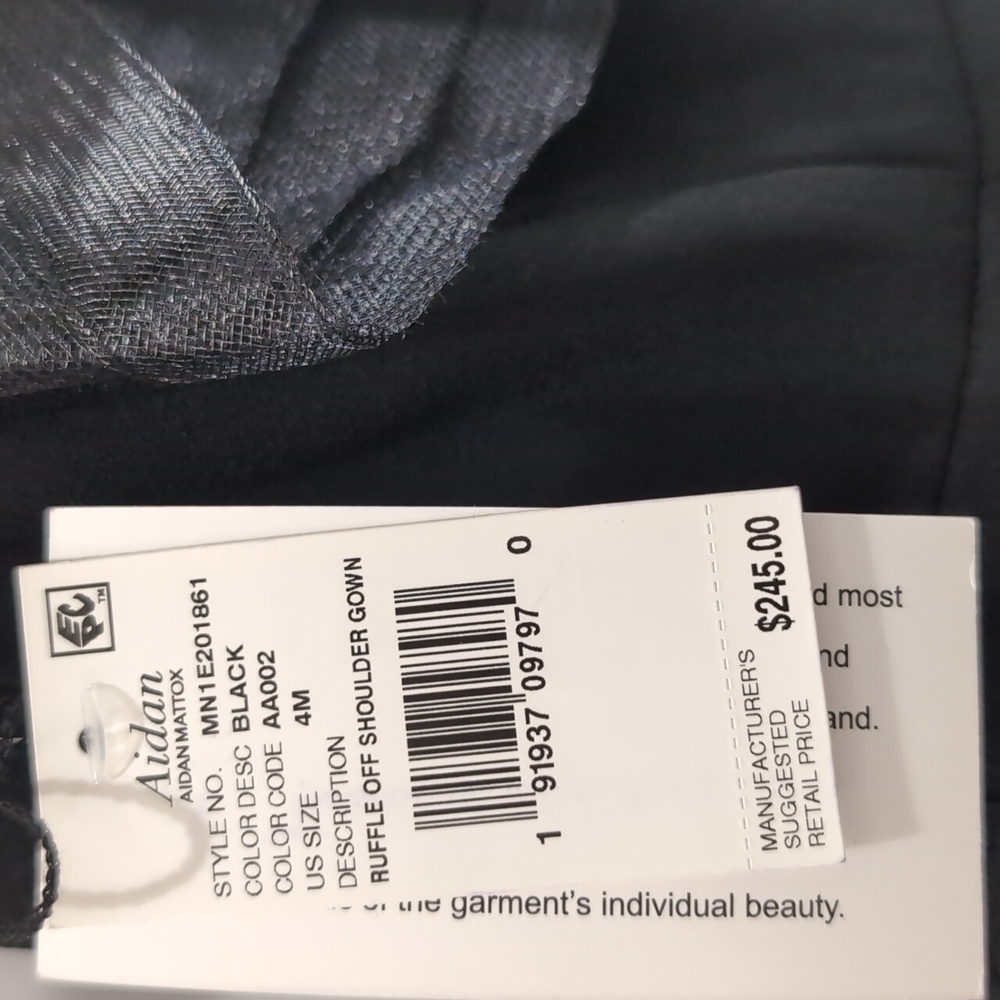 EPC™
Aidan
AIDAN MATTOX
STYLE NO. MN1E201861
COLOR DESC BLACK
COLOR CODE AA002
US SIZE 4M
DESCRIPTION
RUFFLE OFF SHOULDER GOWN
1 91937 09797 0
MANUFACTURER'S
SUGGESTED
RETAIL PRICE
$245.00
d most
nd
and.
the garment's individual beauty.